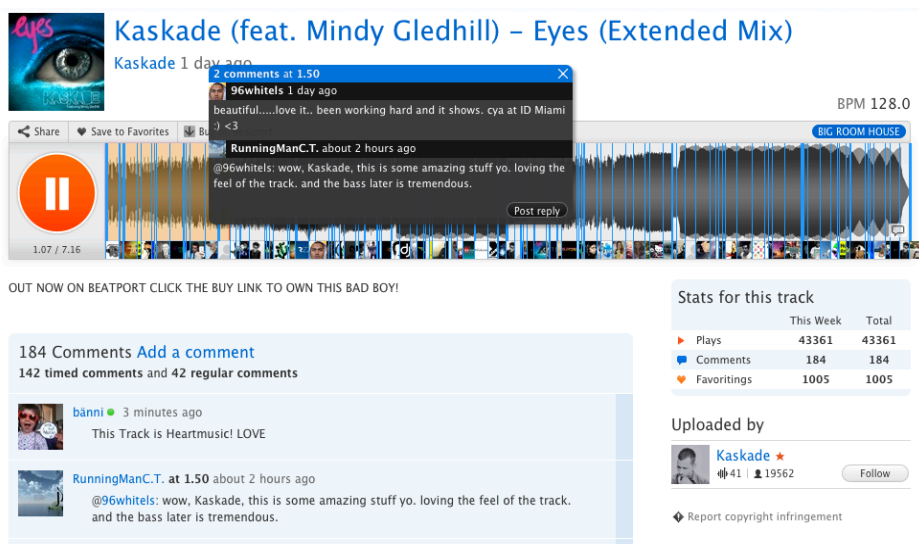 eyes
KASKADE
Kaskade (feat. Mindy Gledhill) – Eyes (Extended Mix)
Kaskade 1 day ago
2 comments at 1.50
96whitels 1 day ago
beautiful.....love it.. been working hard and it shows. cya at ID Miami
:) <3
RunningManC.T. about 2 hours ago
@96whitels: wow, Kaskade, this is some amazing stuff yo. loving the
feel of the track. and the bass later is tremendous.
Post reply
BPM 128.0
Share
Save to Favorites
Bu
BIG ROOM HOUSE
1.07 / 7.16
OUT NOW ON BEATPORT CLICK THE BUY LINK TO OWN THIS BAD BOY!
184 Comments Add a comment
142 timed comments and 42 regular comments
bänni 3 minutes ago
This Track is Heartmusic! LOVE
RunningManC.T. at 1.50 about 2 hours ago
@96whitels: wow, Kaskade, this is some amazing stuff yo. loving the feel of the track.
and the bass later is tremendous.
Stats for this track
This Week Total
Plays 43361 43361
Comments 184 184
Favoritings 1005 1005
Uploaded by
Kaskade
41 19562
Follow
Report copyright infringement